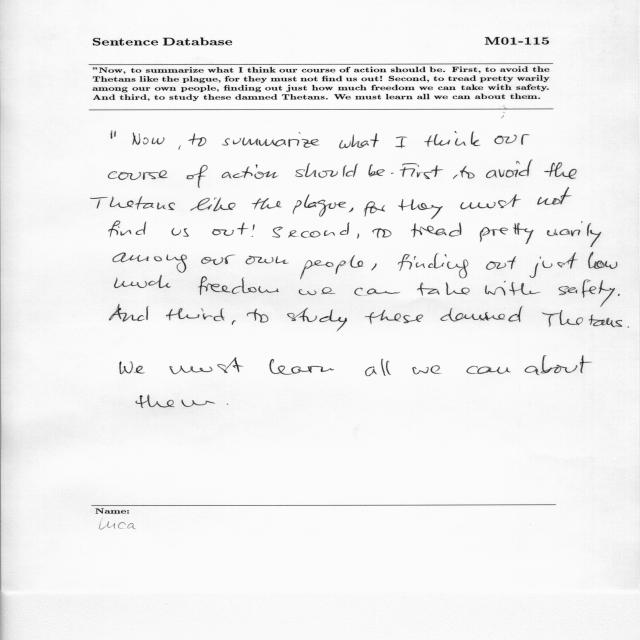 Sentence Database M01-115
"Now, to summarize what I think our course of action should be. First, to avoid the
Thetans like the plague, for they must not find us out! Second, to tread pretty warily
among our own people, finding out just how much freedom we can take with safety.
And third, to study these damned Thetans. We must learn all we can about them.
" Now, to summarize what I think our
course of action should be. First, to avoid the
Thetans like the plague, for they must not
find us out! Second, to tread pretty warily
among our own people, finding out just how
much freedom we can take with safety.
And third, to study these damned Thetans.
We must learn all we can about
them.
Name:
Luca